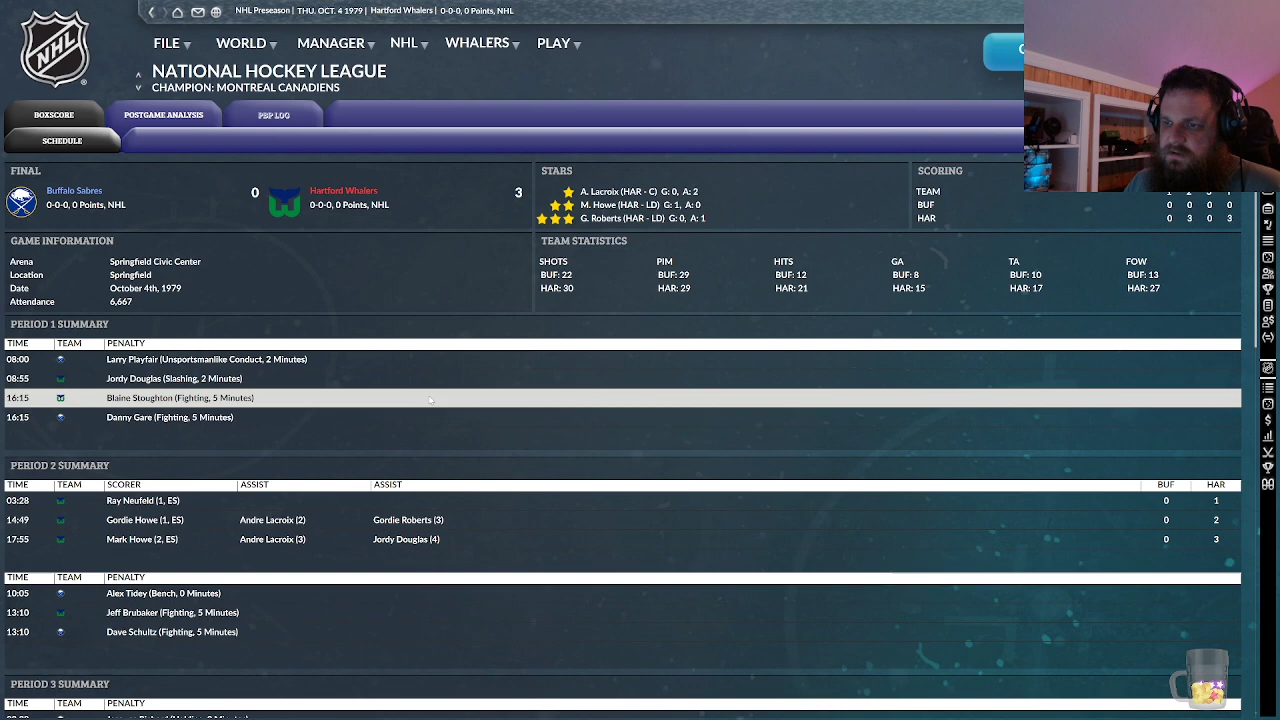 NHL Preseason | THU. OCT. 4 1979 | Hartford Whalers | 0-0-0, 0 Points, NHL
NHL
FILE WORLD MANAGER NHL WHALERS PLAY
NATIONAL HOCKEY LEAGUE
CHAMPION: MONTREAL CANADIENS
BOXSCORE POSTGAME ANALYSIS PBP LOG
SCHEDULE
FINAL STARS SCORING
Buffalo Sabres 0 Hartford Whalers 3
0-0-0, 0 Points, NHL 0-0-0, 0 Points, NHL
A. Lacroix (HAR - C) G: 0, A: 2
M. Howe (HAR - LD) G: 1, A: 0
G. Roberts (HAR - LD) G: 0, A: 1
TEAM
BUF 0 0 0 0
HAR 0 3 0 3
GAME INFORMATION TEAM STATISTICS
Arena Springfield Civic Center
Location Springfield
Date October 4th, 1979
Attendance 6,667
SHOTS PIM HITS GA TA FOW
BUF: 22 BUF: 29 BUF: 12 BUF: 8 BUF: 10 BUF: 13
HAR: 30 HAR: 29 HAR: 21 HAR: 15 HAR: 17 HAR: 27
PERIOD 1 SUMMARY
TIME TEAM PENALTY
08:00 Larry Playfair (Unsportsmanlike Conduct, 2 Minutes)
08:55 Jordy Douglas (Slashing, 2 Minutes)
16:15 Blaine Stoughton (Fighting, 5 Minutes)
16:15 Danny Gare (Fighting, 5 Minutes)
PERIOD 2 SUMMARY
TIME TEAM SCORER ASSIST ASSIST BUF HAR
03:28 Ray Neufeld (1, ES) 0 1
14:49 Gordie Howe (1, ES) Andre Lacroix (2) Gordie Roberts (3) 0 2
17:55 Mark Howe (2, ES) Andre Lacroix (3) Jordy Douglas (4) 0 3
TIME TEAM PENALTY
10:05 Alex Tidey (Bench, 0 Minutes)
13:10 Jeff Brubaker (Fighting, 5 Minutes)
13:10 Dave Schultz (Fighting, 5 Minutes)
PERIOD 3 SUMMARY
TIME TEAM PENALTY